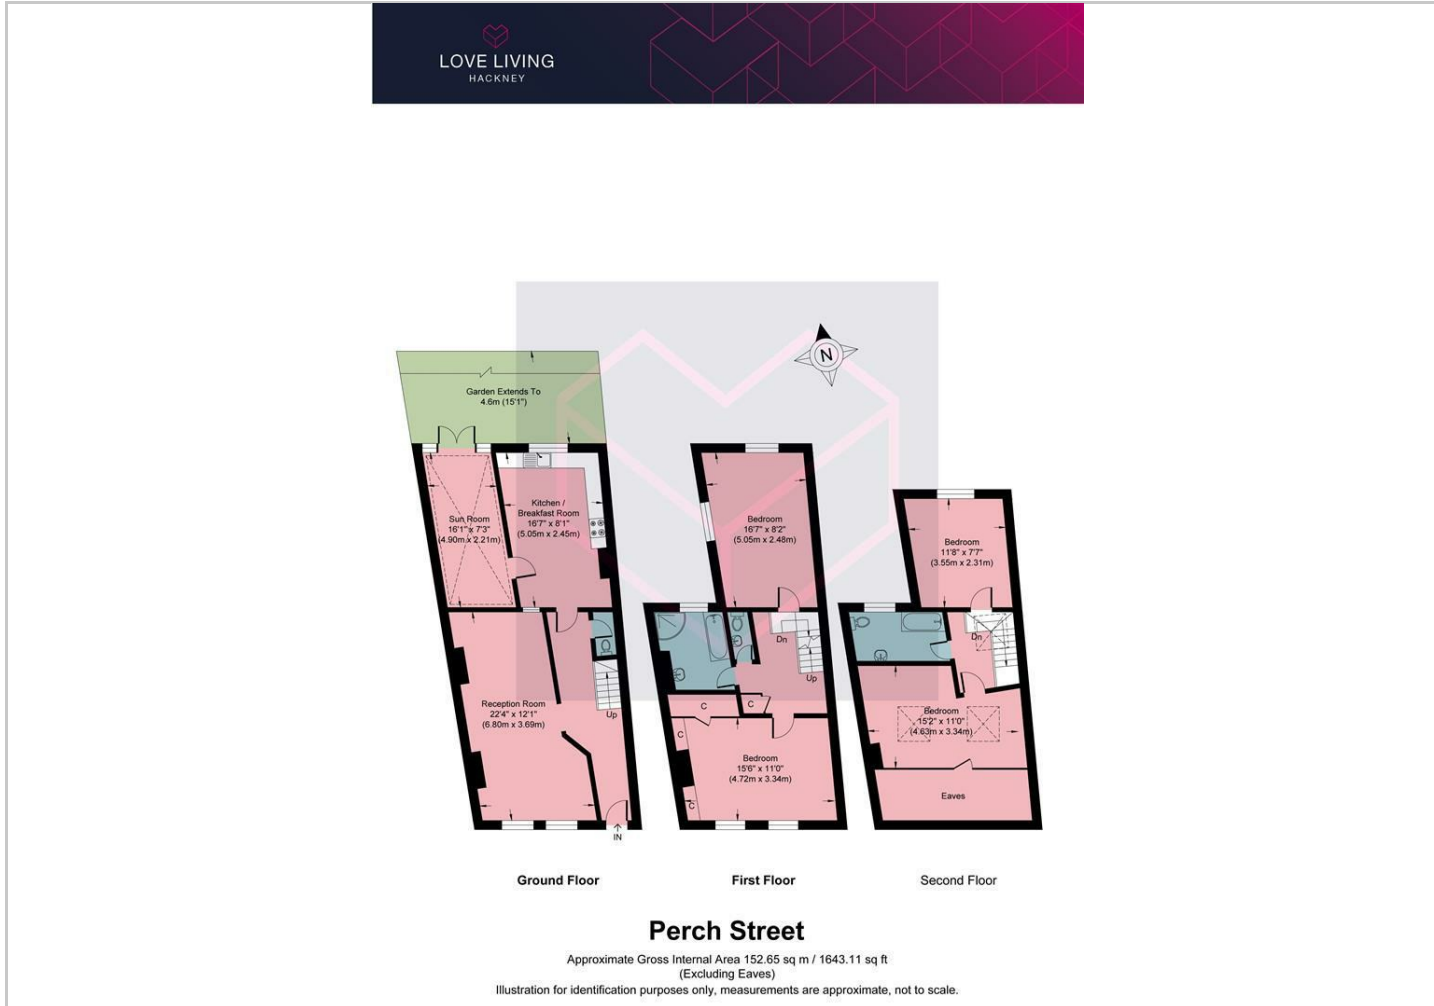 LOVE LIVING
HACKNEY
N
Garden Extends To
4.6m (15'1")
Sun Room
16'1" x 7'3"
(4.90m x 2.21m)
Kitchen /
Breakfast Room
16'7" x 8'1"
(5.05m x 2.45m)
Reception Room
22'4" x 12'1"
(6.80m x 3.69m)
Up
IN
Ground Floor
Bedroom
16'7" x 8'2"
(5.05m x 2.48m)
Dn
Up
C
C
C
C
Bedroom
15'6" x 11'0"
(4.72m x 3.34m)
First Floor
Bedroom
11'8" x 7'7"
(3.55m x 2.31m)
Dn
Bedroom
15'2" x 11'0"
(4.63m x 3.34m)
Eaves
Second Floor
Perch Street
Approximate Gross Internal Area 152.65 sq m / 1643.11 sq ft
(Excluding Eaves)
Illustration for identification purposes only, measurements are approximate, not to scale.